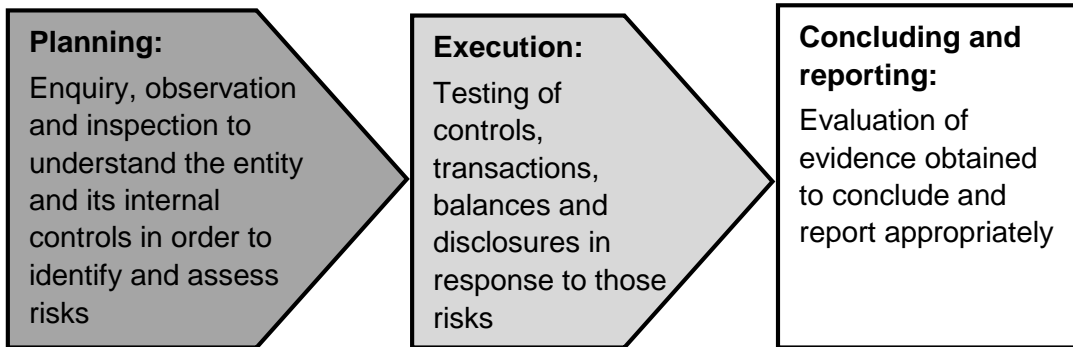 Planning:
Enquiry, observation
and inspection to
understand the entity
and its internal
controls in order to
identify and assess
risks
Execution:
Testing of
controls,
transactions,
balances and
disclosures in
response to those
risks
Concluding and
reporting:
Evaluation of
evidence obtained
to conclude and
report appropriately